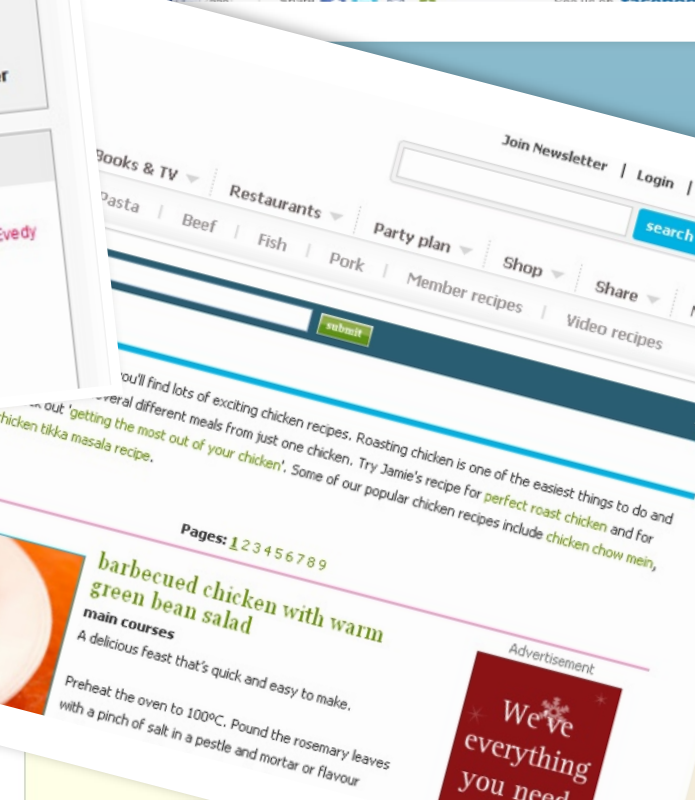 Join Newsletter | Login |
search
Books & TV
Restaurants
Party plan
Shop
Share
Pasta | Beef | Fish | Pork | Member recipes | Video recipes
submit
Evedy
you'll find lots of exciting chicken recipes. Roasting chicken is one of the easiest things to do and
several different meals from just one chicken. Try Jamie's recipe for perfect roast chicken and for
out 'getting the most out of your chicken'. Some of our popular chicken recipes include chicken chow mein,
chicken tikka masala recipe.
Pages: 1 2 3 4 5 6 7 8 9
barbecued chicken with warm
green bean salad
main courses
A delicious feast that's quick and easy to make.
Preheat the oven to 100ºC. Pound the rosemary leaves
with a pinch of salt in a pestle and mortar or flavour
Advertisement
We've
everything
you need